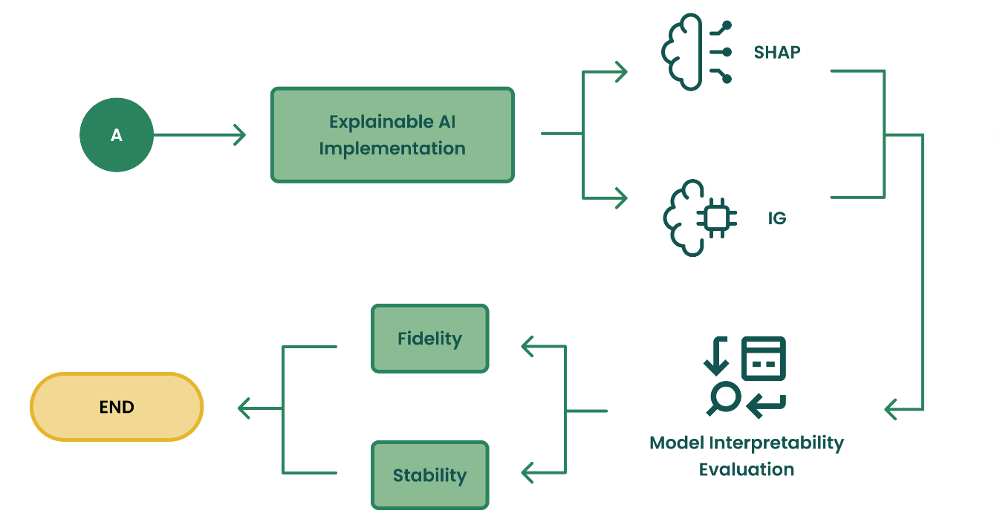 A
Explainable AI
Implementation
SHAP
IG
Fidelity
Stability
END
Model Interpretability
Evaluation